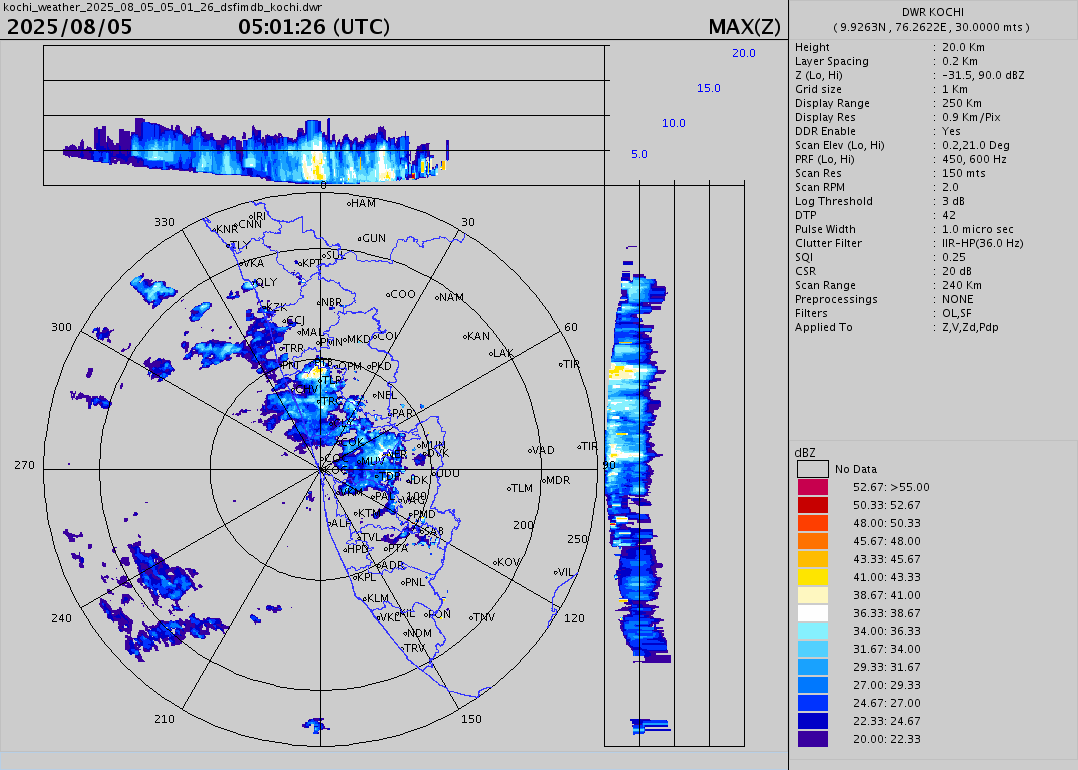 kochi_weather_2025_08_05_05_01_26_dsfimdb_kochi.dwr
2025/08/05 05:01:26 (UTC) MAX(Z)
20.0
15.0
10.0
5.0
DWR KOCHI
( 9.9263N , 76.2622E , 30.0000 mts )
Height : 20.0 Km
Layer Spacing : 0.2 Km
Z (Lo, Hi) : -31.5, 90.0 dBZ
Grid size : 1 Km
Display Range : 250 Km
Display Res : 0.9 Km/Pix
DDR Enable : Yes
Scan Elev (Lo, Hi) : 0.2,21.0 Deg
PRF (Lo, Hi) : 450, 600 Hz
Scan Res : 150 mts
Scan RPM : 2.0
Log Threshold : 3 dB
DTP : 42
Pulse Width : 1.0 micro sec
Clutter Filter : IIR-HP(36.0 Hz)
SQI : 0.25
CSR : 20 dB
Scan Range : 240 Km
Preprocessings : NONE
Filters : OL,SF
Applied To : Z,V,Zd,Pdp
0
HAM
330
IRI
30
CNN
KNR
GUN
TLY
SUL
VKA
KPT
QLY
COO
NAM
NBR
KZK
300
CCJ
60
MAL
KAN
COI
MKD
PMN
TRR
LAK
PNJ
OPM
PKD
TIR
TLR
NEL
PAR
MUN
TIR
VAD
DVK
MUV
270
90
UDU
IDK
MDR
TLM
100
VAG
KTM
PMD
ALP
200
SAB
TVL
250
HPD
PTA
KOV
ADR
VIL
KPL
PNL
KLM
240
VKL
KIL
PON
TNV
120
NDM
TRV
210
150
dBZ
No Data
52.67: >55.00
50.33: 52.67
48.00: 50.33
45.67: 48.00
43.33: 45.67
41.00: 43.33
38.67: 41.00
36.33: 38.67
34.00: 36.33
31.67: 34.00
29.33: 31.67
27.00: 29.33
24.67: 27.00
22.33: 24.67
20.00: 22.33